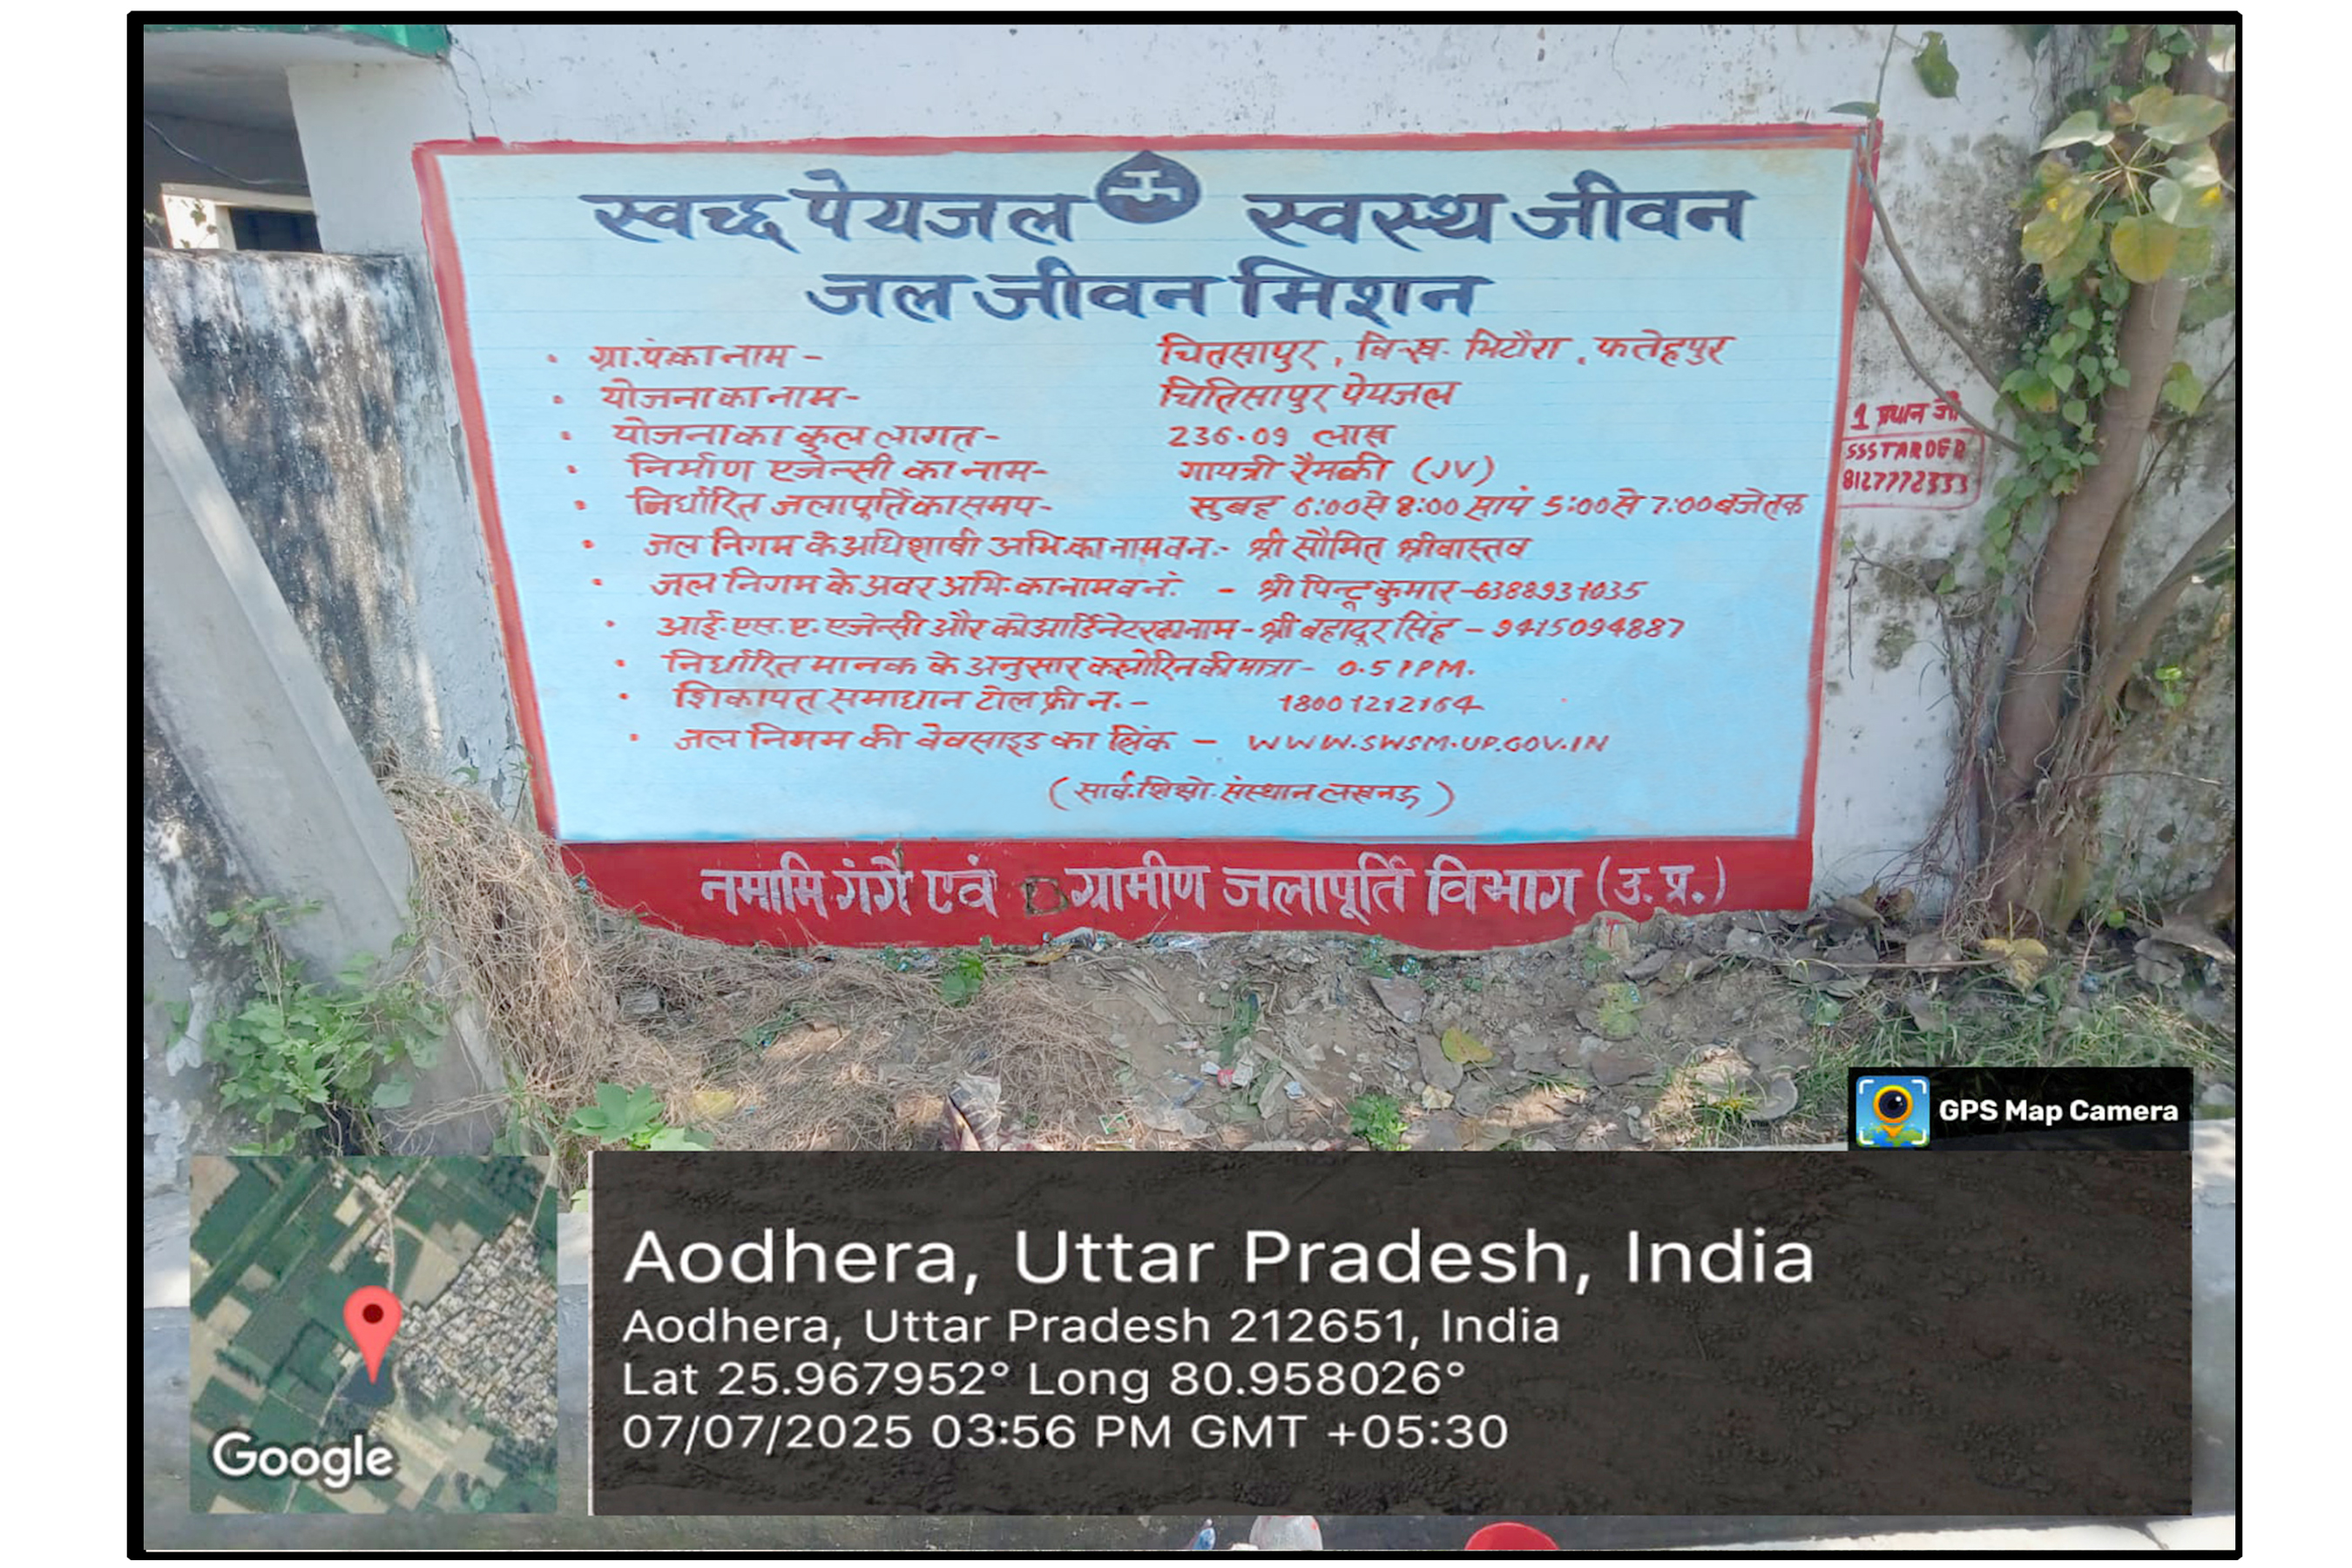 स्वच्छ पेयजल स्वस्थ जीवन
जल जीवन मिशन
• ग्रा.पं.का नाम - चितिसापुर, वि.ख. भिटौरा, फतेहपुर
• योजना का नाम- चितिसापुर पेयजल
• योजना का कुल लागत- 236.09 लाख
• निर्माण एजेन्सी का नाम- गायत्री रैमकी (JV)
• निर्धारित जलापूर्ति का समय- सुबह 6:00 से 8:00 सायं 5:00 से 7:00 बजे तक
• जल निगम के अधिशाषी अभि.का नाम व न.- श्री सौमित श्रीवास्तव
• जल निगम के अवर अभि.का नाम व नं. - श्री पिन्टू कुमार-6388931035
• आई.एस.ए. एजेन्सी और कोआर्डिनेटर का नाम-श्री बहादूर सिंह - 9415094887
• निर्धारित मानक के अनुसार क्लोरिन की मात्रा- 0.5 PPM.
• शिकायत समाधान टोल फ्री न.- 18001212164
• जल निगम की वेवसाइड का लिंक - WWW.SWSM.UP.GOV.IN
(सार्व.शिक्षो.संस्थान लखनऊ)
नमामि गंगे एवं ग्रामीण जलापूर्ति विभाग (उ.प्र.)
1 प्रधान जी
8127772333
GPS Map Camera
Aodhera, Uttar Pradesh, India
Aodhera, Uttar Pradesh 212651, India
Lat 25.967952° Long 80.958026°
07/07/2025 03:56 PM GMT +05:30
Google